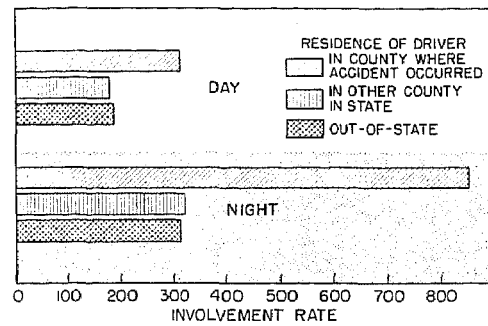 RESIDENCE OF DRIVER
IN COUNTY WHERE
ACCIDENT OCCURRED
DAY
IN OTHER COUNTY
IN STATE
OUT-OF-STATE
NIGHT
0 100 200 300 400 500 600 700 800
INVOLVEMENT RATE